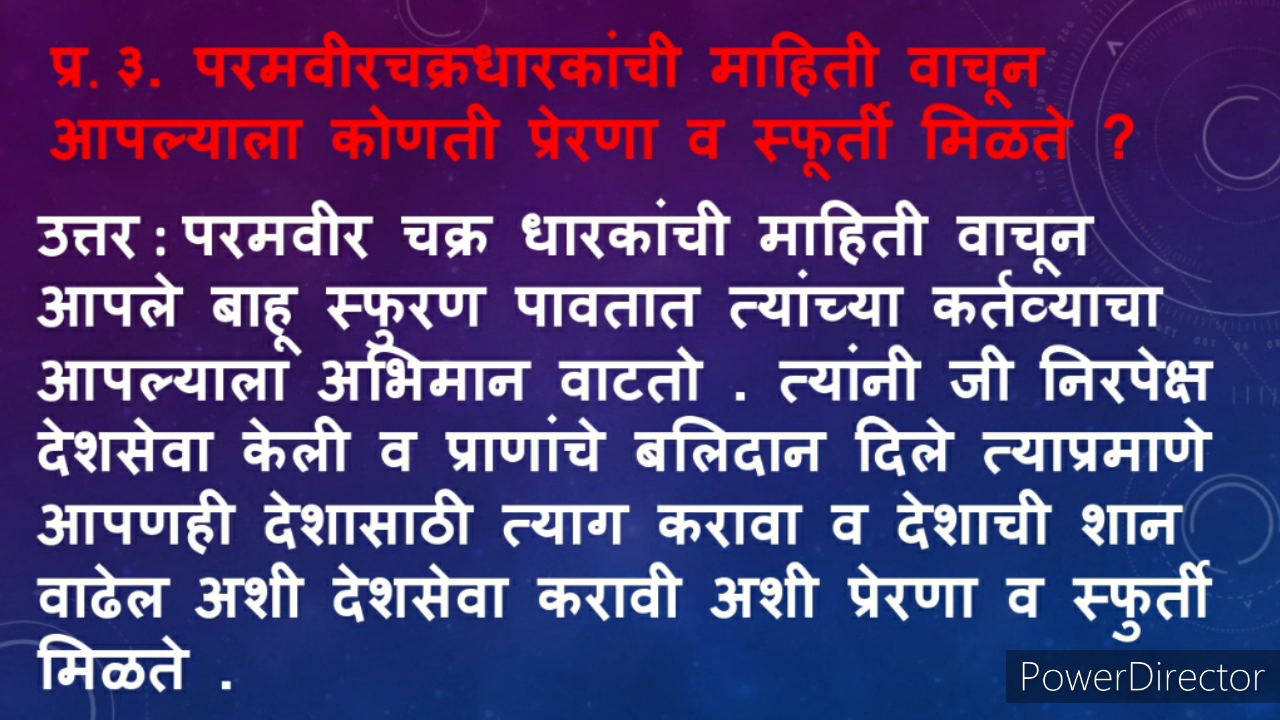 प्र. ३. परमवीरचक्रधारकांची माहिती वाचून
आपल्याला कोणती प्रेरणा व स्फूर्ती मिळते ?
उत्तर : परमवीर चक्र धारकांची माहिती वाचून
आपले बाहू स्फुरण पावतात त्यांच्या कर्तव्याचा
आपल्याला अभिमान वाटतो . त्यांनी जी निरपेक्ष
देशसेवा केली व प्राणांचे बलिदान दिले त्याप्रमाणे
आपणही देशासाठी त्याग करावा व देशाची शान
वाढेल अशी देशसेवा करावी अशी प्रेरणा व स्फुर्ती
मिळते .
PowerDirector